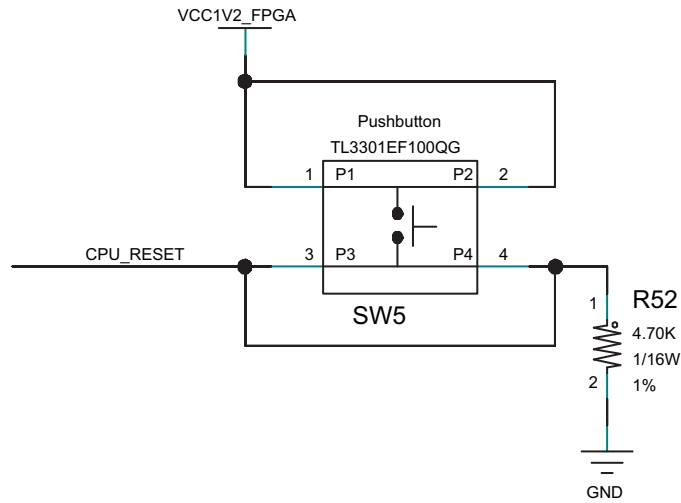 VCC1V2_FPGA
Pushbutton
TL3301EF100QG
1 P1 P2 2
CPU_RESET 3 P3 P4 4
SW5
1 R52
4.70K
1/16W
2 1%
GND